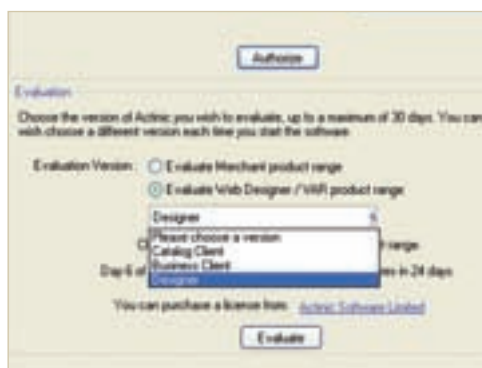 Authorize
Evaluation
Choose the version of Actinic you wish to evaluate, up to a maximum of 30 days. You can
wish choose a different version each time you start the software
Evaluation Version: Evaluate Merchant product range
Evaluate Web Designer / VAR product range
Designer
Please choose a version
range.
Catalog Client
Business Client
Day 6 of
in 24 days
Designer
You can purchase a license from: Actinic Software Limited
Evaluate